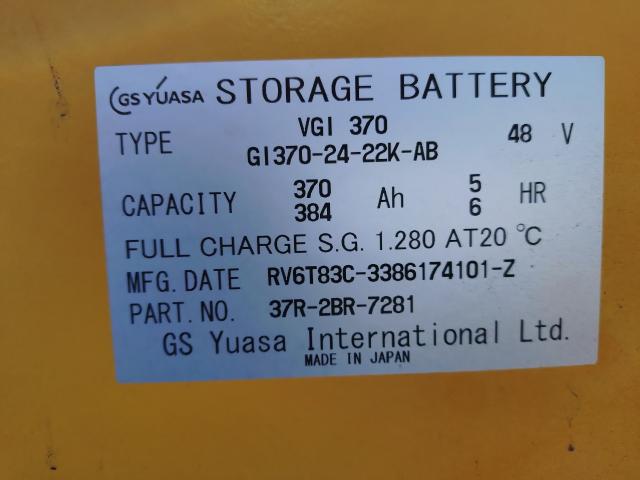 GS YUASA STORAGE BATTERY
TYPE VGI 370 48 V
GI370-24-22K-AB
CAPACITY 370 Ah 5 HR
384 6
FULL CHARGE S.G. 1.280 AT20 ℃
MFG. DATE RV6T83C-3386174101-Z
PART. NO. 37R-2BR-7281
GS Yuasa International Ltd.
MADE IN JAPAN